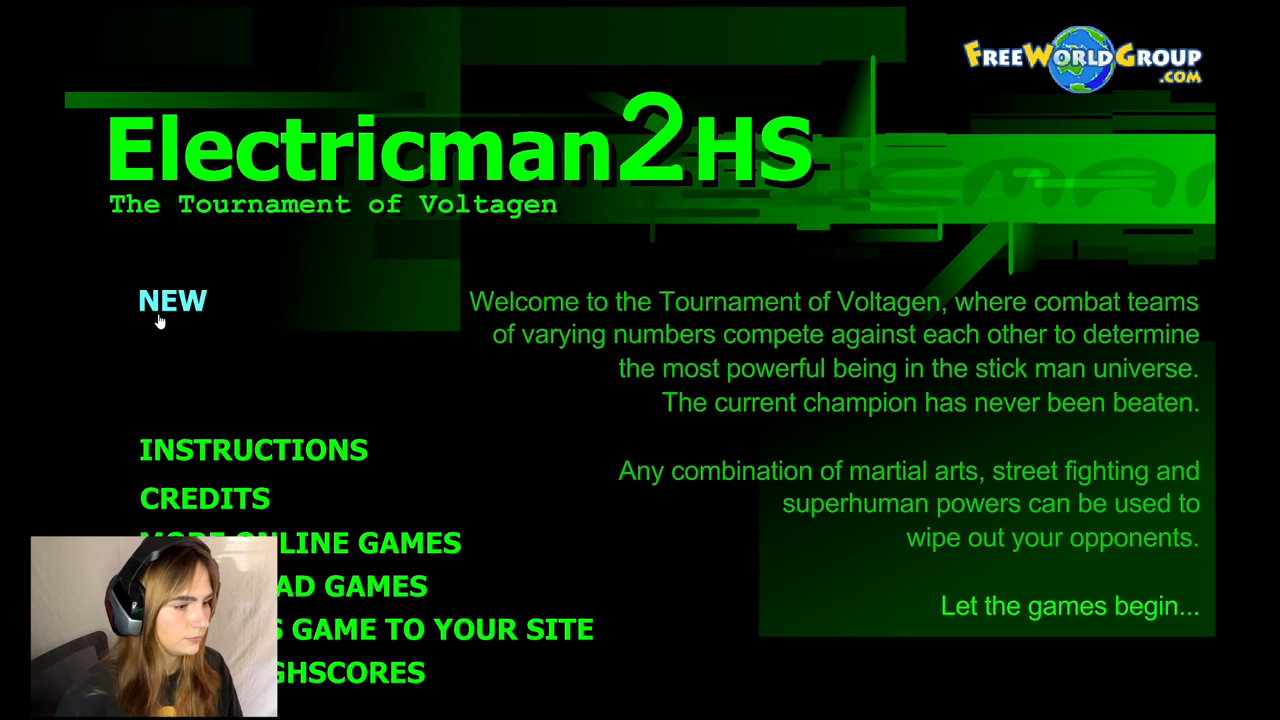 FREEWORLDGROUP
.COM
Electricman2HS
The Tournament of Voltagen
NEW
Welcome to the Tournament of Voltagen, where combat teams
of varying numbers compete against each other to determine
the most powerful being in the stick man universe.
The current champion has never been beaten.
Any combination of martial arts, street fighting and
superhuman powers can be used to
wipe out your opponents.
Let the games begin...
INSTRUCTIONS
CREDITS
MORE ONLINE GAMES
GAMES
GAME TO YOUR SITE